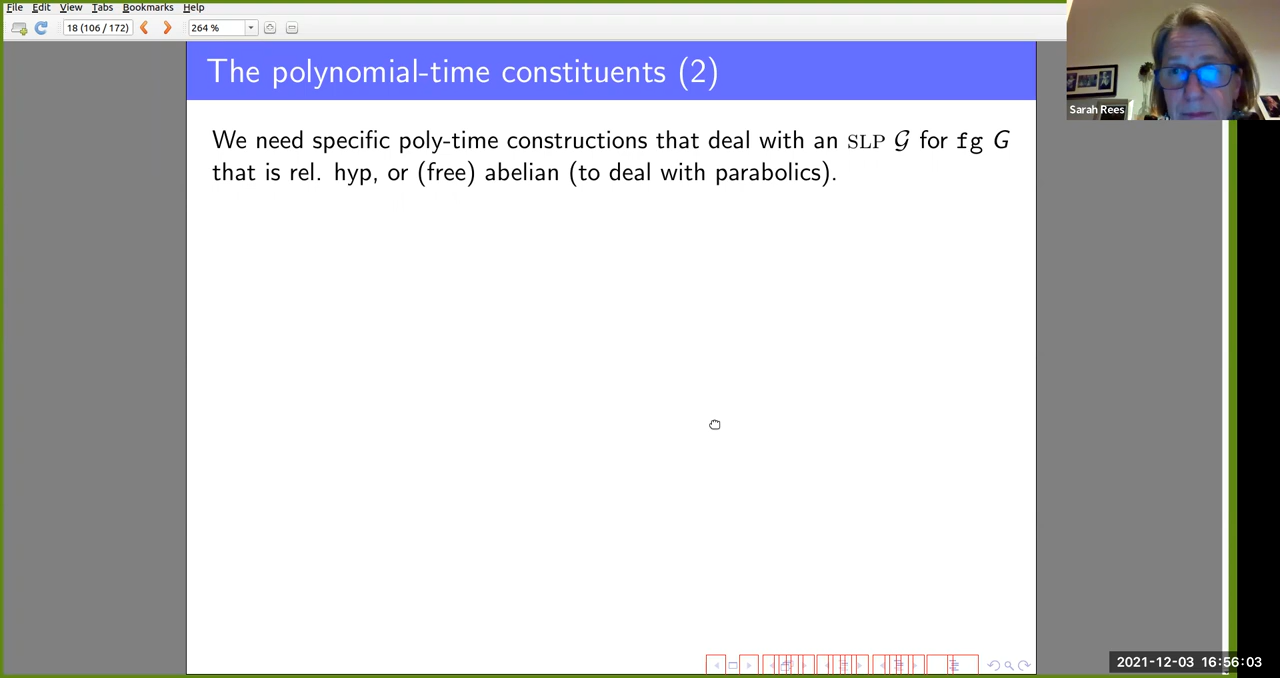 File Edit View Tabs Bookmarks Help
18 (106 / 172) 264 %
The polynomial-time constituents (2)
Sarah Rees
We need specific poly-time constructions that deal with an SLP 𝒢 for fg G
that is rel. hyp, or (free) abelian (to deal with parabolics).
2021-12-03 16:56:03